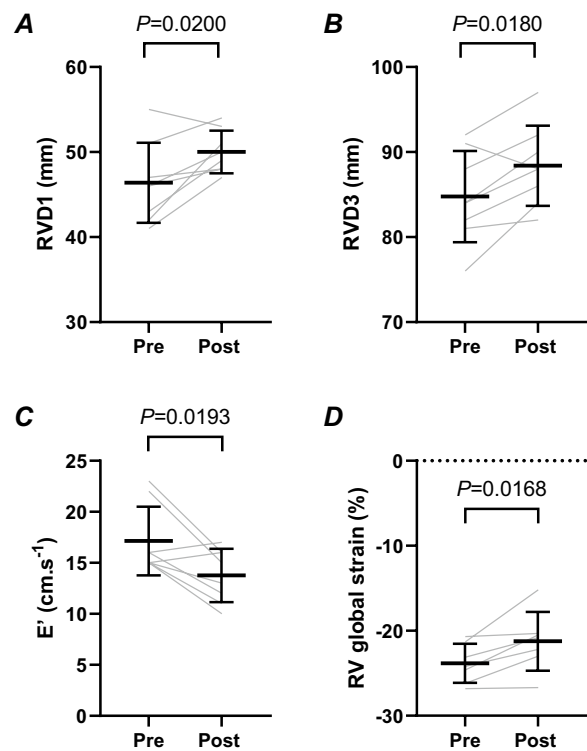 A
P=0.0200
RVD1 (mm)
60
50
40
30
Pre Post
B
P=0.0180
RVD3 (mm)
100
90
80
70
Pre Post
C
P=0.0193
E’ (cm.s⁻¹)
25
20
15
10
5
0
Pre Post
D
P=0.0168
RV global strain (%)
0
-10
-20
-30
Pre Post